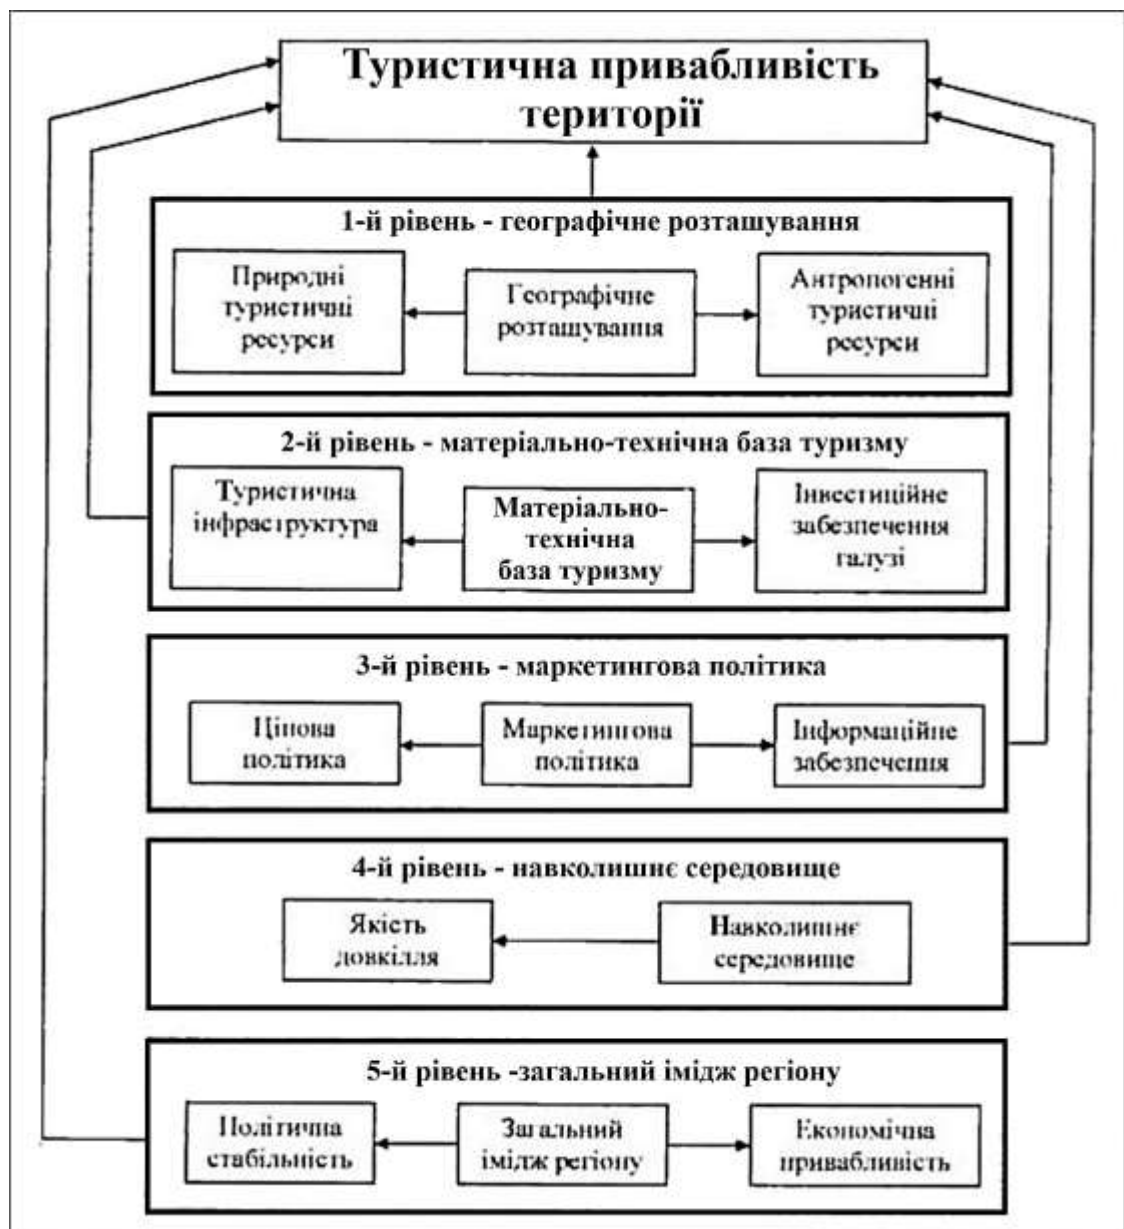 Туристична привабливість
території
1-й рівень - географічне розташування
Природні
туристичні
ресурси
Географічне
розташування
Антропогенні
туристичні
ресурси
2-й рівень - матеріально-технічна база туризму
Туристична
інфраструктура
Матеріально-
технічна
база туризму
Інвестиційне
забезпечення
галузі
3-й рівень - маркетингова політика
Цінова
політика
Маркетингова
політика
Інформаційне
забезпечення
4-й рівень - навколишнє середовище
Якість
довкілля
Навколишнє
середовище
5-й рівень -загальний імідж регіону
Політична
стабільність
Загальний
імідж регіону
Економічна
привабливість